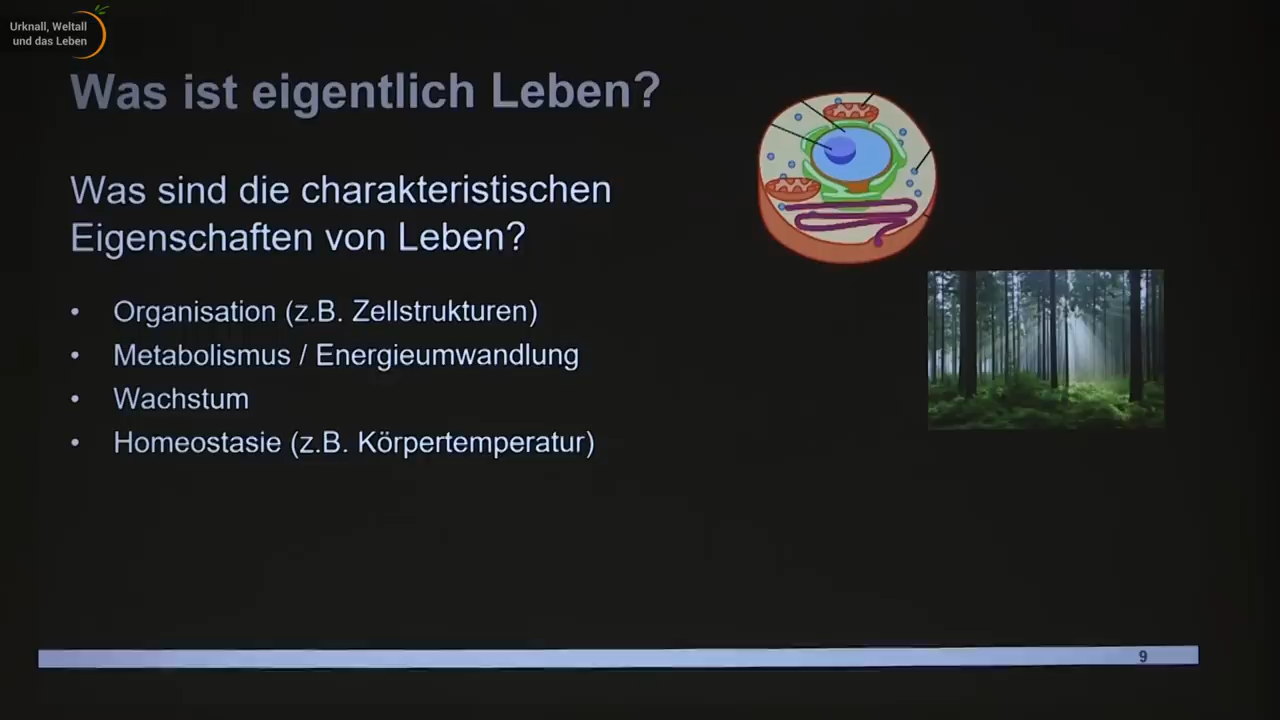 Urknall, Weltall
und das Leben
Was ist eigentlich Leben?
Was sind die charakteristischen
Eigenschaften von Leben?
• Organisation (z.B. Zellstrukturen)
• Metabolismus / Energieumwandlung
• Wachstum
• Homeostasie (z.B. Körpertemperatur)
9